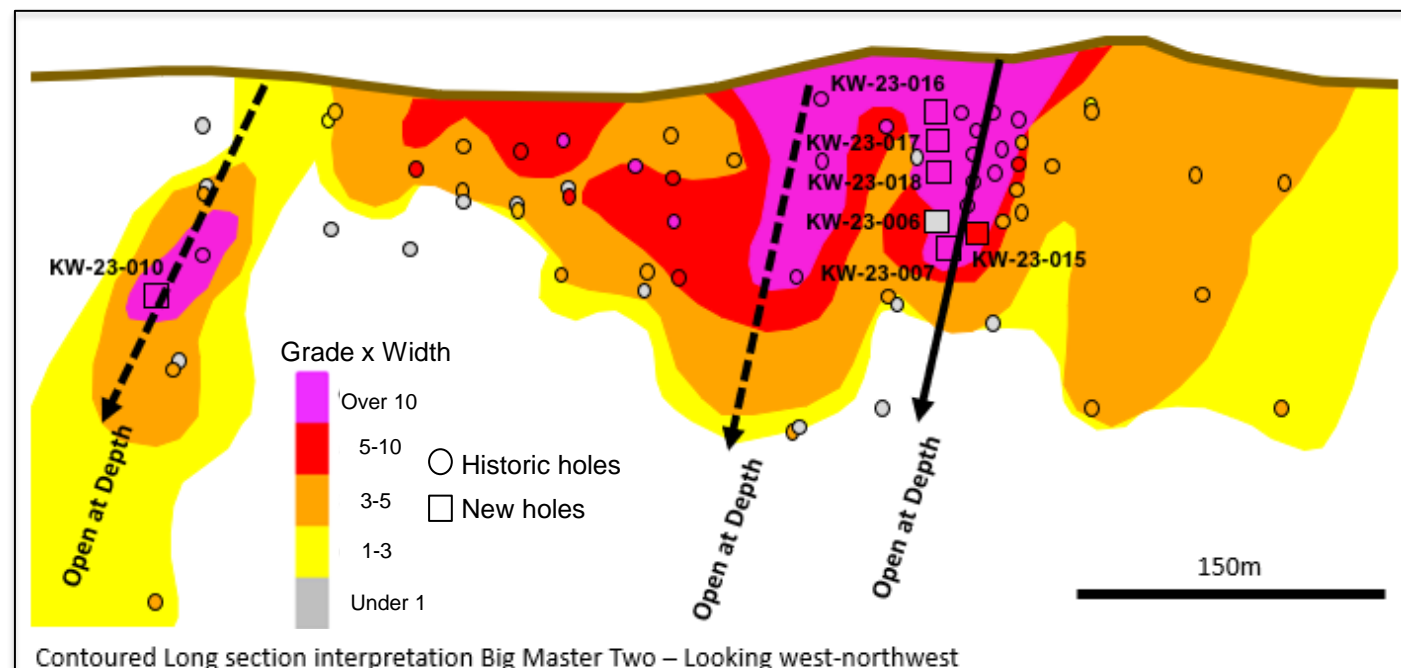 KW-23-016
KW-23-017
KW-23-018
KW-23-006
KW-23-010
KW-23-007
KW-23-015
Grade x Width
Over 10
5-10
3-5
1-3
Under 1
Historic holes
New holes
Open at Depth
Open at Depth
Open at Depth
150m
Contoured Long section interpretation Big Master Two – Looking west-northwest